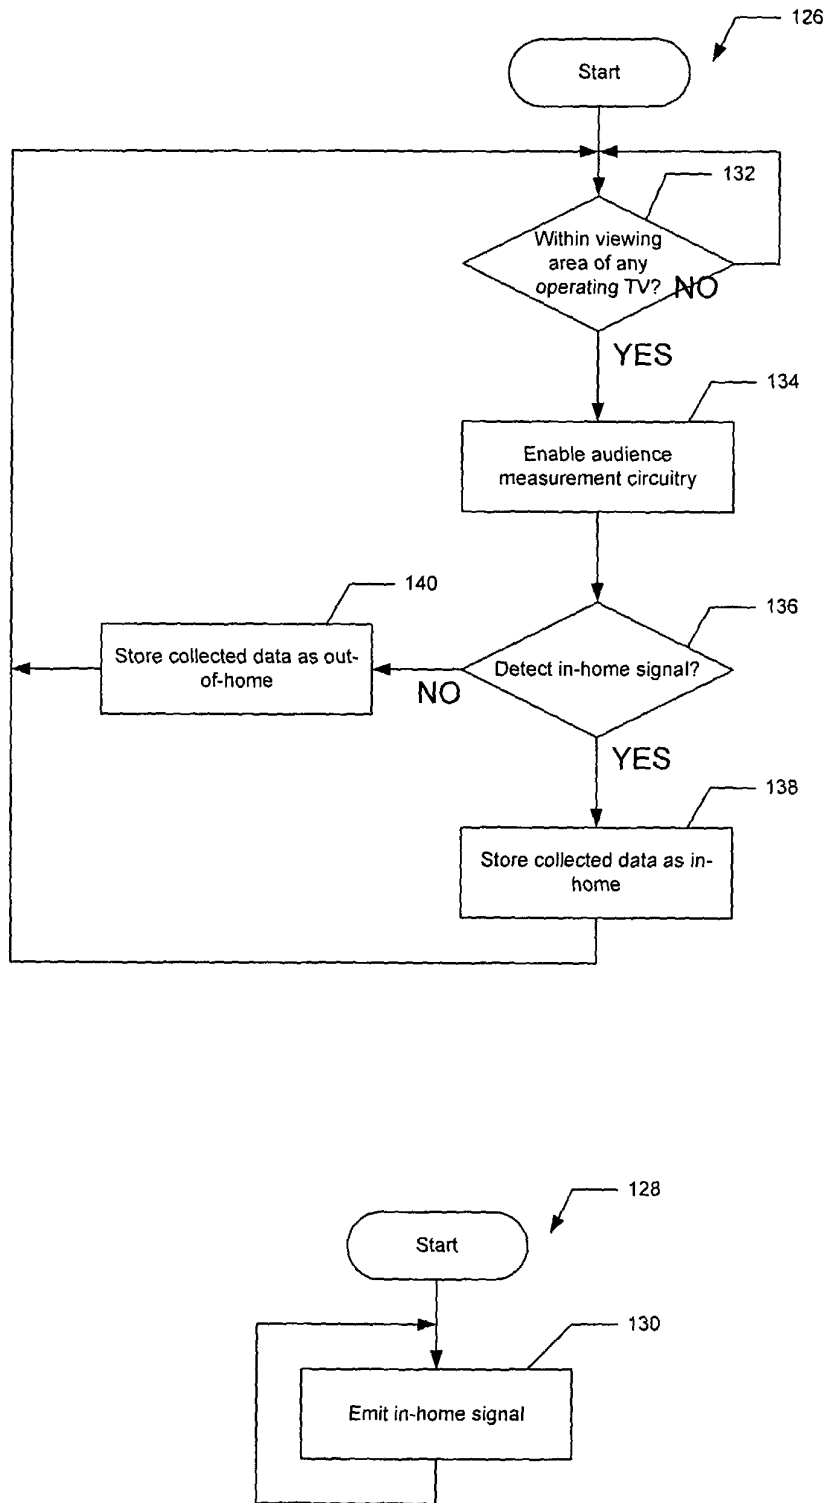 126
Start
132
Within viewing
area of any
operating TV?
NO
YES
134
Enable audience
measurement circuitry
140
136
Store collected data as out-
of-home
Detect in-home signal?
NO
YES
138
Store collected data as in-
home
128
Start
130
Emit in-home signal